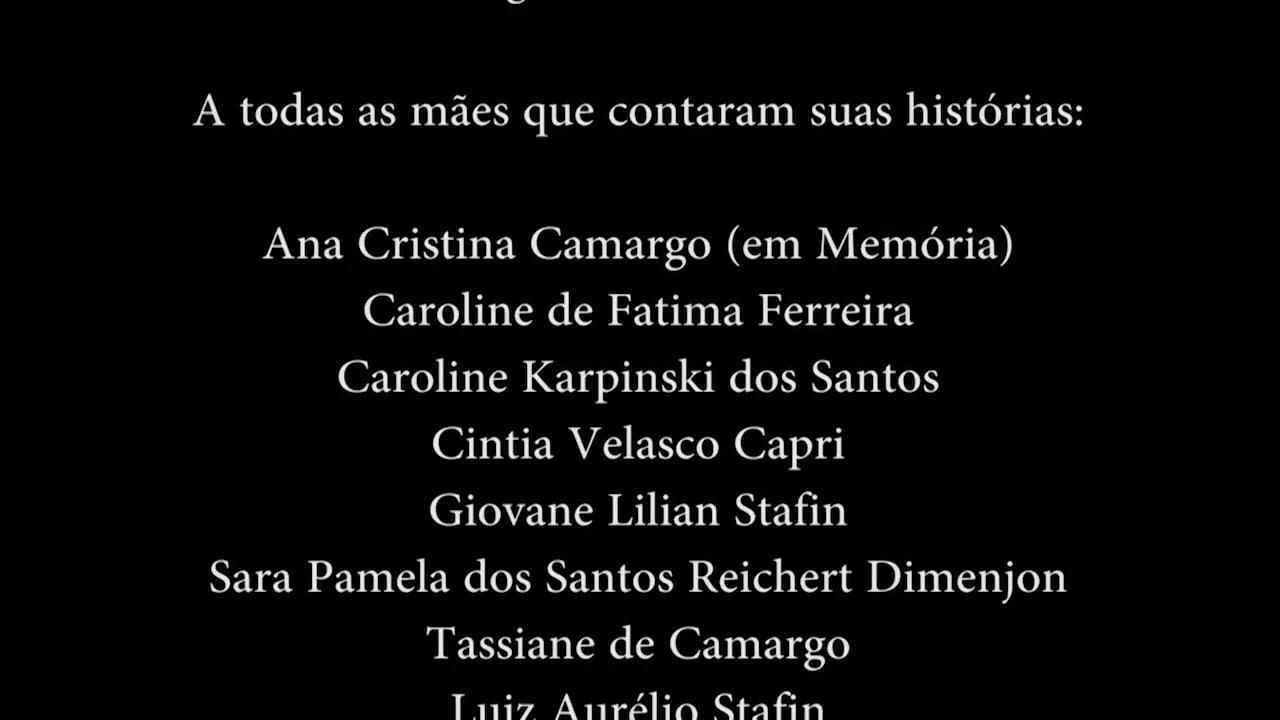 A todas as mães que contaram suas histórias:
Ana Cristina Camargo (em Memória)
Caroline de Fatima Ferreira
Caroline Karpinski dos Santos
Cintia Velasco Capri
Giovane Lilian Stafin
Sara Pamela dos Santos Reichert Dimenjon
Tassiane de Camargo
Luiz Aurélio Stafin